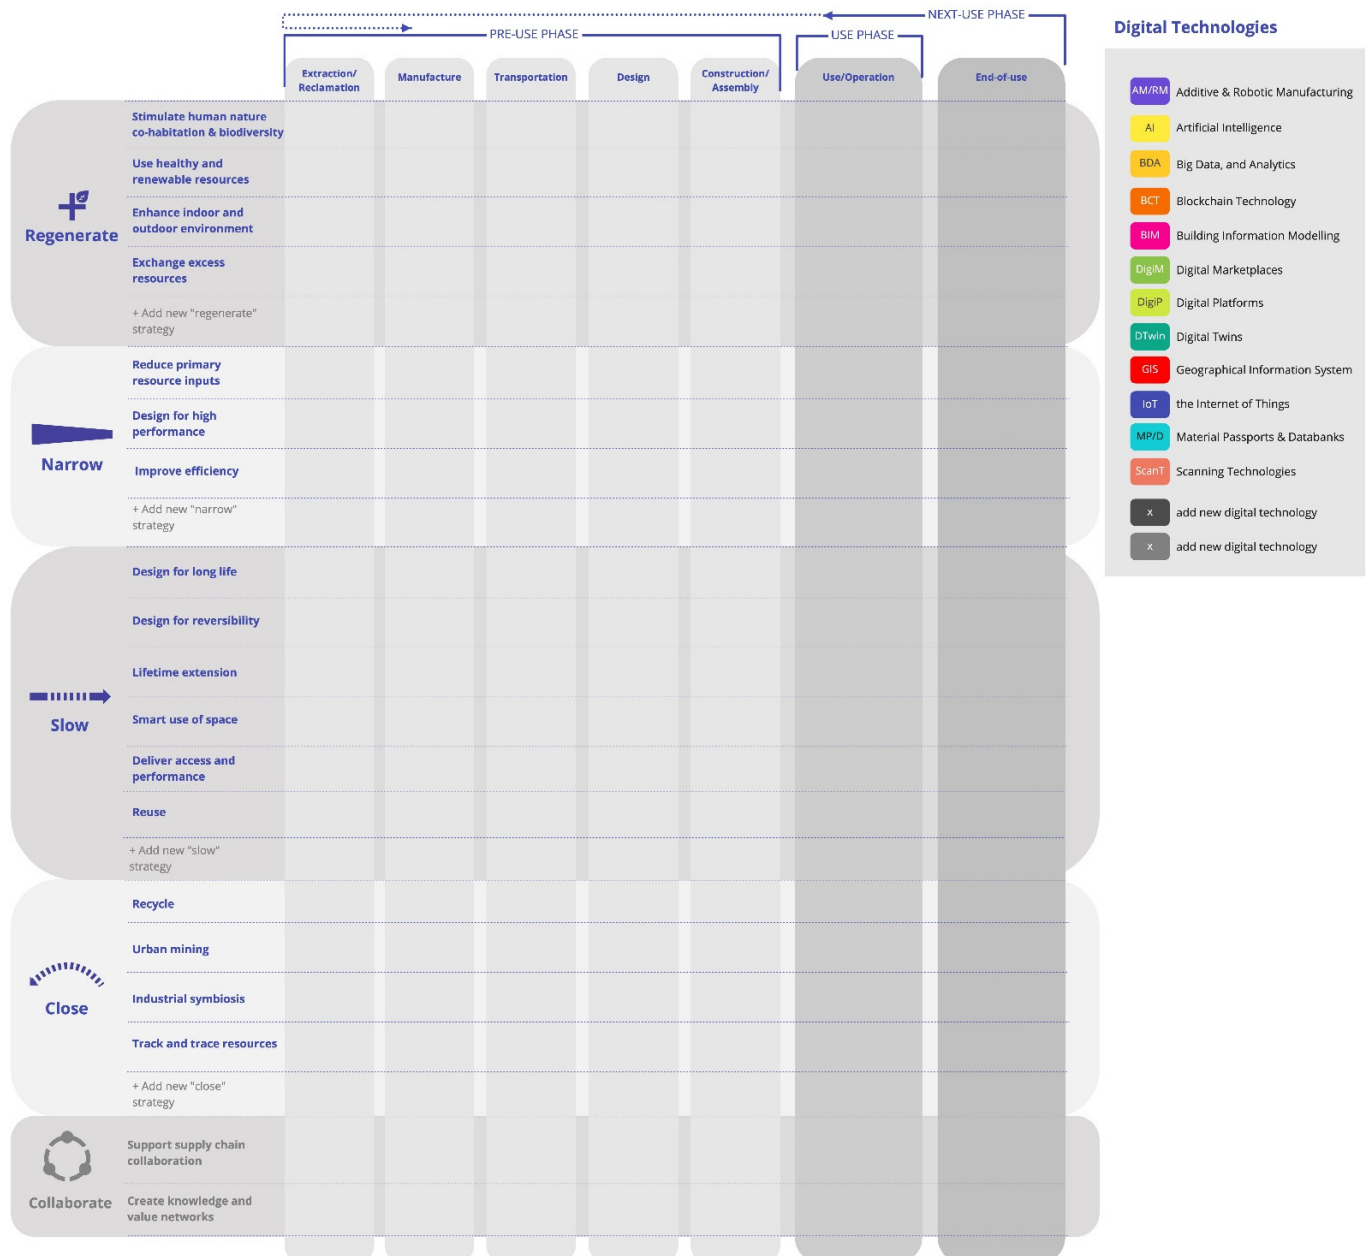 NEXT-USE PHASE
PRE-USE PHASE
USE PHASE
Extraction/
Reclamation
Manufacture
Transportation
Design
Construction/
Assembly
Use/Operation
End-of-use
Regenerate
Stimulate human nature
co-habitation & biodiversity
Use healthy and
renewable resources
Enhance indoor and
outdoor environment
Exchange excess
resources
+ Add new "regenerate"
strategy
Narrow
Reduce primary
resource inputs
Design for high
performance
Improve efficiency
+ Add new "narrow"
strategy
Slow
Design for long life
Design for reversibility
Lifetime extension
Smart use of space
Deliver access and
performance
Reuse
+ Add new "slow"
strategy
Close
Recycle
Urban mining
Industrial symbiosis
Track and trace resources
+ Add new "close"
strategy
Collaborate
Support supply chain
collaboration
Create knowledge and
value networks
Digital Technologies
AM/RM Additive & Robotic Manufacturing
AI Artificial Intelligence
BDA Big Data, and Analytics
BCT Blockchain Technology
BIM Building Information Modelling
DigiM Digital Marketplaces
DigiP Digital Platforms
DTwin Digital Twins
GIS Geographical Information System
IoT the Internet of Things
MP/D Material Passports & Databanks
ScanT Scanning Technologies
x add new digital technology
x add new digital technology